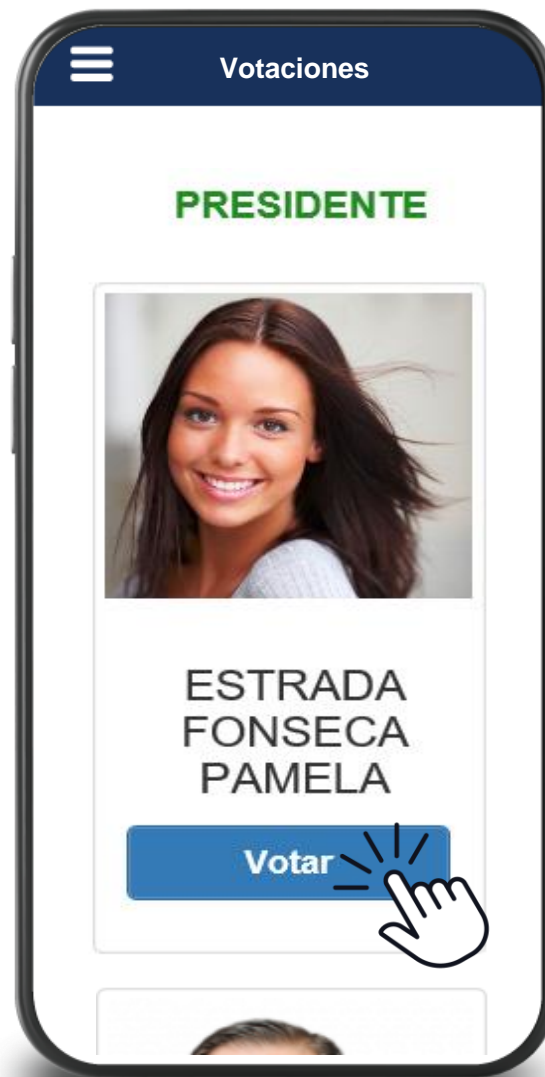 Votaciones
PRESIDENTE
ESTRADA
FONSECA
PAMELA
Votar